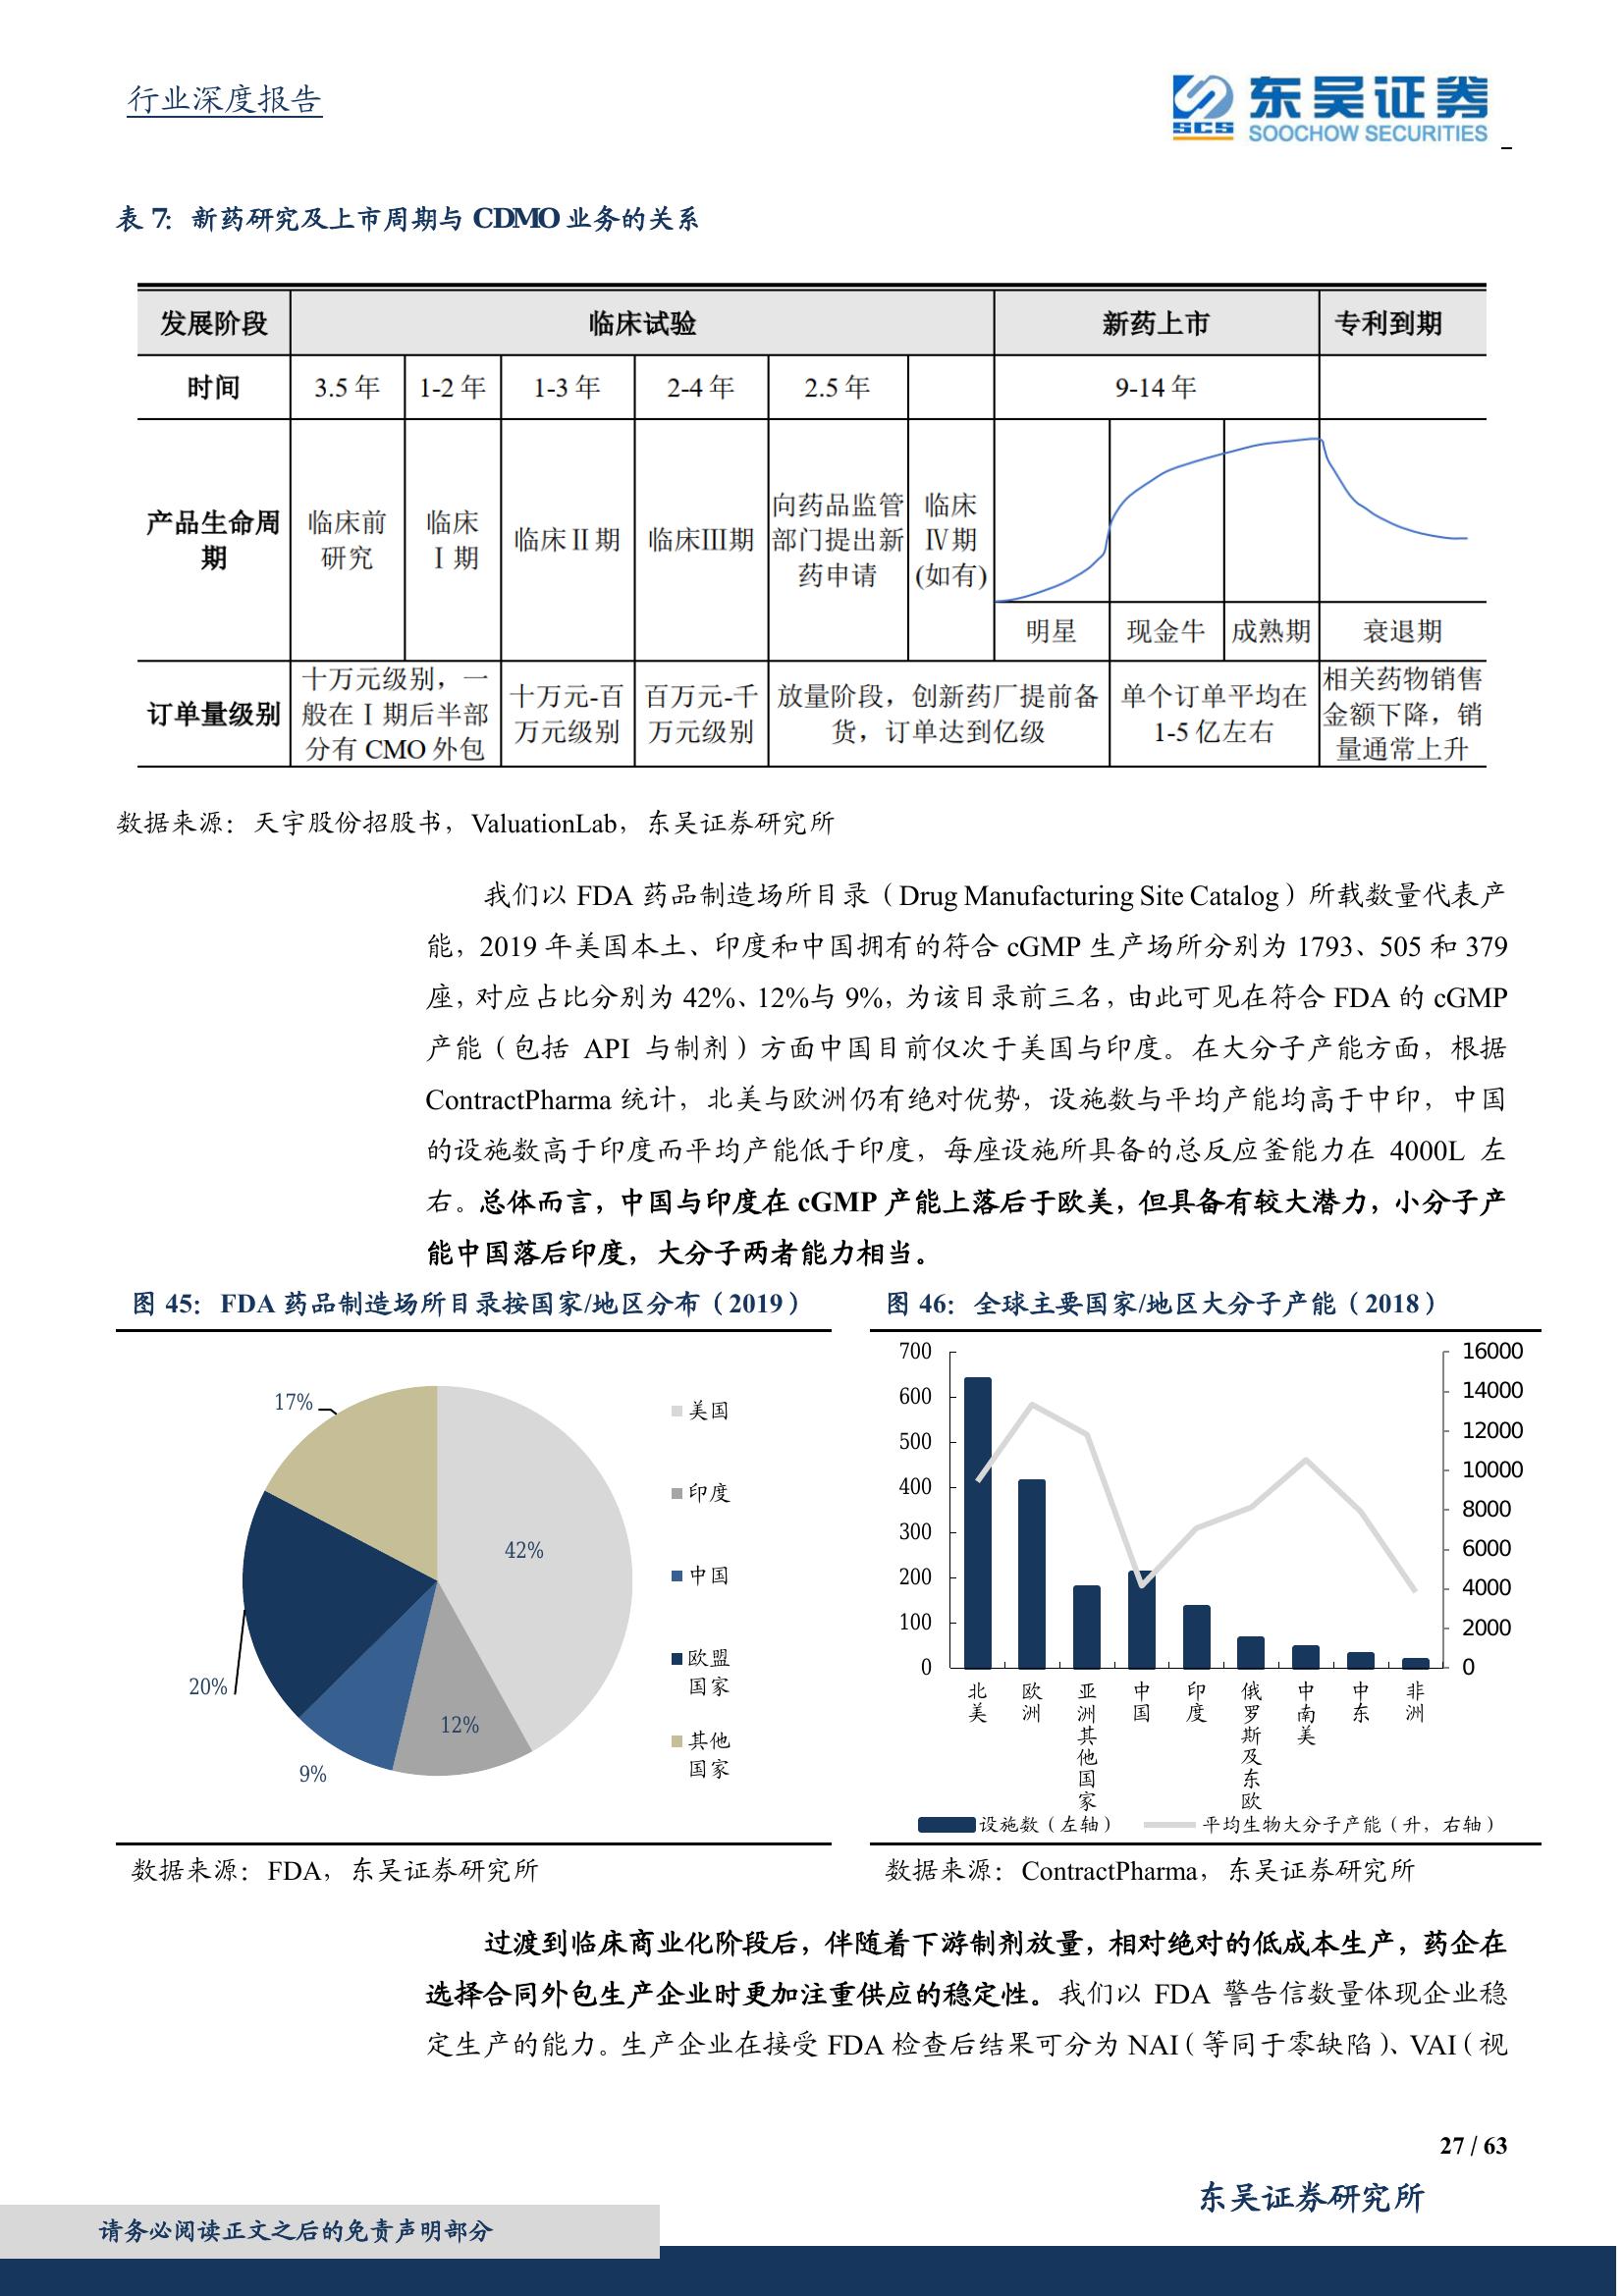 行业深度报告
东吴证券
SCS
SOOCHOW SECURITIES
表 7: 新药研究及上市周期与 CDMO 业务的关系
发展阶段 临床试验 新药上市 专利到期
时间 3.5 年 1-2 年 1-3 年 2-4 年 2.5 年 9-14 年
产品生命周期 临床前研究 临床Ⅰ期 临床Ⅱ期 临床Ⅲ期 向药品监管部门提出新药申请 临床Ⅳ期(如有)
明星 现金牛 成熟期 衰退期
订单量级别 十万元级别，一般在Ⅰ期后半部分有 CMO 外包 十万元-百万元级别 百万元-千万元级别 放量阶段，创新药厂提前备货，订单达到亿级 单个订单平均在 1-5 亿左右 相关药物销售金额下降，销量通常上升
数据来源：天宇股份招股书，ValuationLab，东吴证券研究所
我们以 FDA 药品制造场所目录（Drug Manufacturing Site Catalog）所载数量代表产
能，2019 年美国本土、印度和中国拥有的符合 cGMP 生产场所分别为 1793、505 和 379
座，对应占比分别为 42%、12%与 9%，为该目录前三名，由此可见在符合 FDA 的 cGMP
产能（包括 API 与制剂）方面中国目前仅次于美国与印度。在大分子产能方面，根据
ContractPharma 统计，北美与欧洲仍有绝对优势，设施数与平均产能均高于中印，中国
的设施数高于印度而平均产能低于印度，每座设施所具备的总反应釜能力在 4000L 左
右。总体而言，中国与印度在 cGMP 产能上落后于欧美，但具备有较大潜力，小分子产
能中国落后印度，大分子两者能力相当。
图 45：FDA 药品制造场所目录按国家/地区分布（2019）
17%
42%
20%
12%
9%
美国
印度
中国
欧盟
国家
其他
国家
数据来源：FDA，东吴证券研究所
图 46：全球主要国家/地区大分子产能（2018）
700
600
500
400
300
200
100
0
16000
14000
12000
10000
8000
6000
4000
2000
0
北美 欧洲 亚洲其他国家 中国 印度 俄罗斯及东欧 中南美 中东 非洲
设施数（左轴） 平均生物大分子产能（升，右轴）
数据来源：ContractPharma，东吴证券研究所
过渡到临床商业化阶段后，伴随着下游制剂放量，相对绝对的低成本生产，药企在
选择合同外包生产企业时更加注重供应的稳定性。我们以 FDA 警告信数量体现企业稳
定生产的能力。生产企业在接受 FDA 检查后结果可分为 NAI（等同于零缺陷）、VAI（视
27 / 63
东吴证券研究所
请务必阅读正文之后的免责声明部分